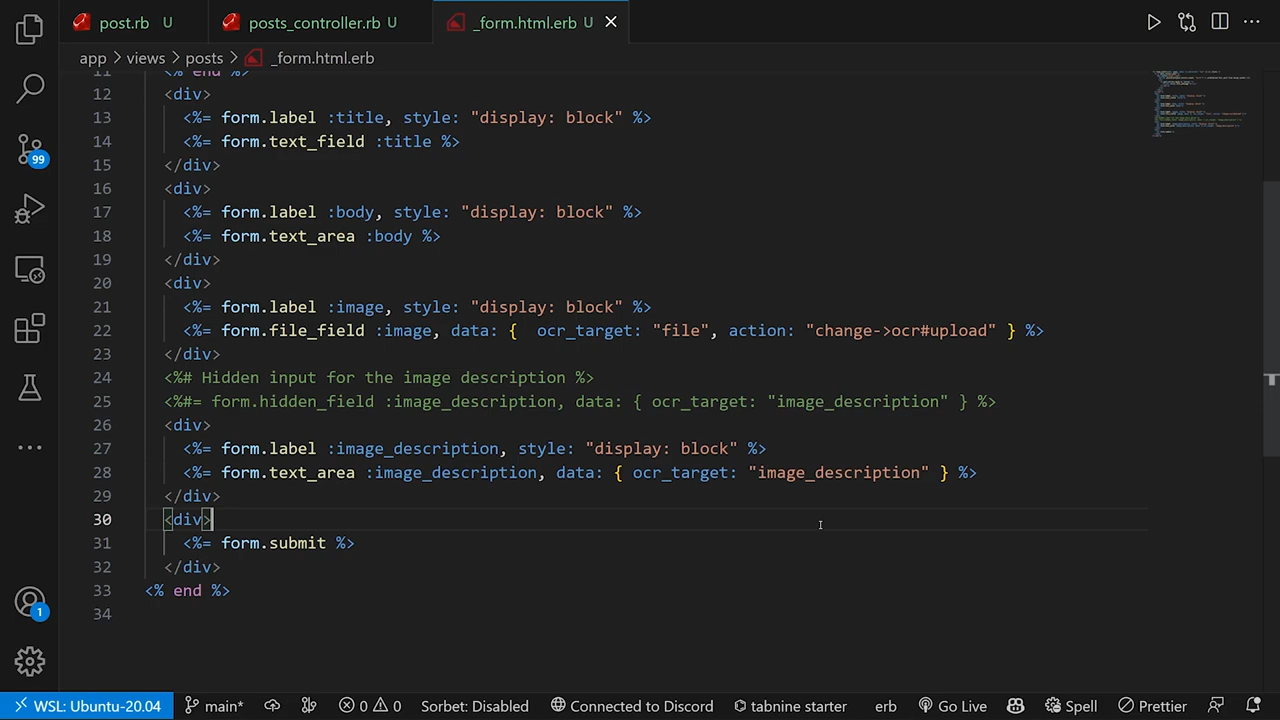 post.rb U posts_controller.rb U _form.html.erb U
app > views > posts > _form.html.erb
11 <% end %>
12 <div>
13 <%= form.label :title, style: "display: block" %>
14 <%= form.text_field :title %>
15 </div>
16 <div>
17 <%= form.label :body, style: "display: block" %>
18 <%= form.text_area :body %>
19 </div>
20 <div>
21 <%= form.label :image, style: "display: block" %>
22 <%= form.file_field :image, data: {  ocr_target: "file", action: "change->ocr#upload" } %>
23 </div>
24 <%# Hidden input for the image description %>
25 <%#= form.hidden_field :image_description, data: { ocr_target: "image_description" } %>
26 <div>
27 <%= form.label :image_description, style: "display: block" %>
28 <%= form.text_area :image_description, data: { ocr_target: "image_description" } %>
29 </div>
30 <div>
31 <%= form.submit %>
32 </div>
33 <% end %>
34
99
1
WSL: Ubuntu-20.04 main* 0 0 Sorbet: Disabled Connected to Discord tabnine starter erb Go Live Spell Prettier